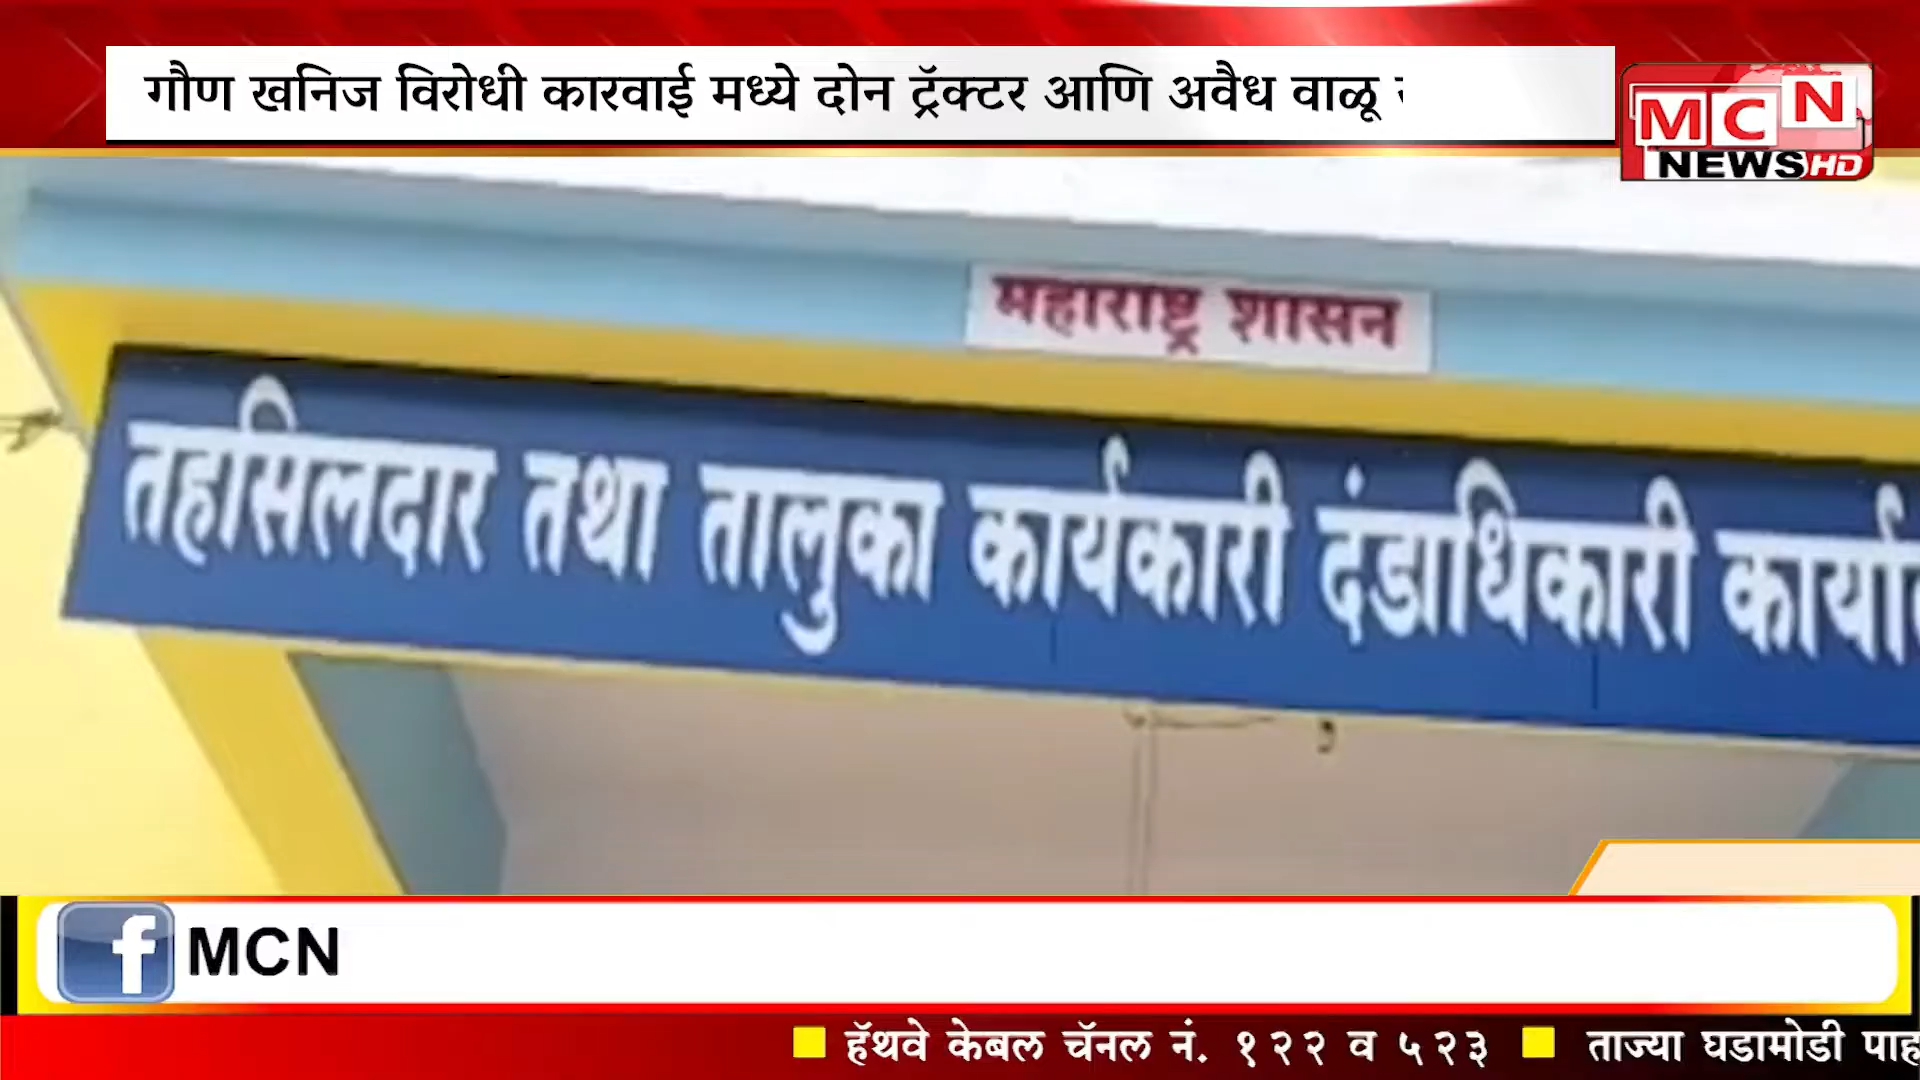 गौण खनिज विरोधी कारवाई मध्ये दोन ट्रॅक्टर आणि अवैध वाळू
MCN
NEWS HD
महाराष्ट्र शासन
तहसिलदार तथा तालुका कार्यकारी दंडाधिकारी
f MCN
हॅथवे केबल चॅनल नं. १२२ व ५२३ ताज्या घडामोडी